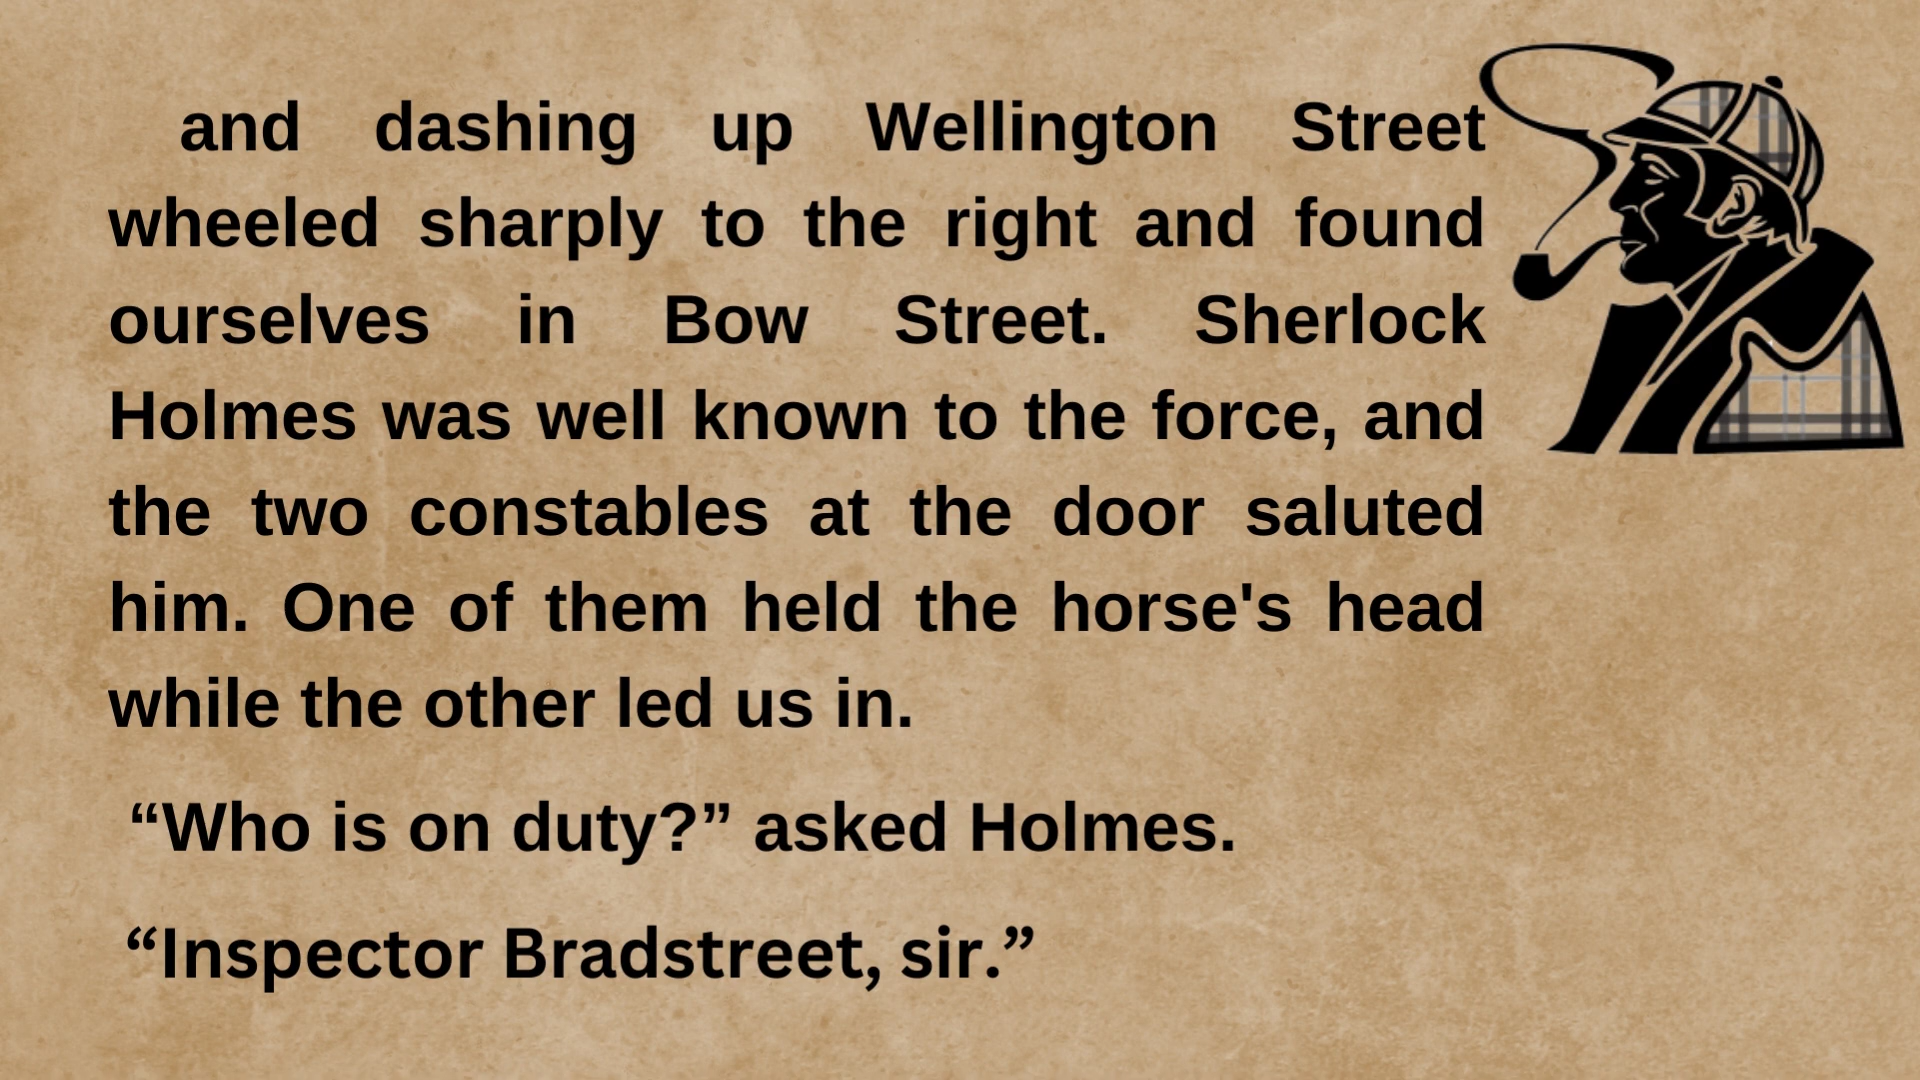 and dashing up Wellington Street
wheeled sharply to the right and found
ourselves in Bow Street. Sherlock
Holmes was well known to the force, and
the two constables at the door saluted
him. One of them held the horse's head
while the other led us in.
“Who is on duty?” asked Holmes.
“Inspector Bradstreet, sir.”